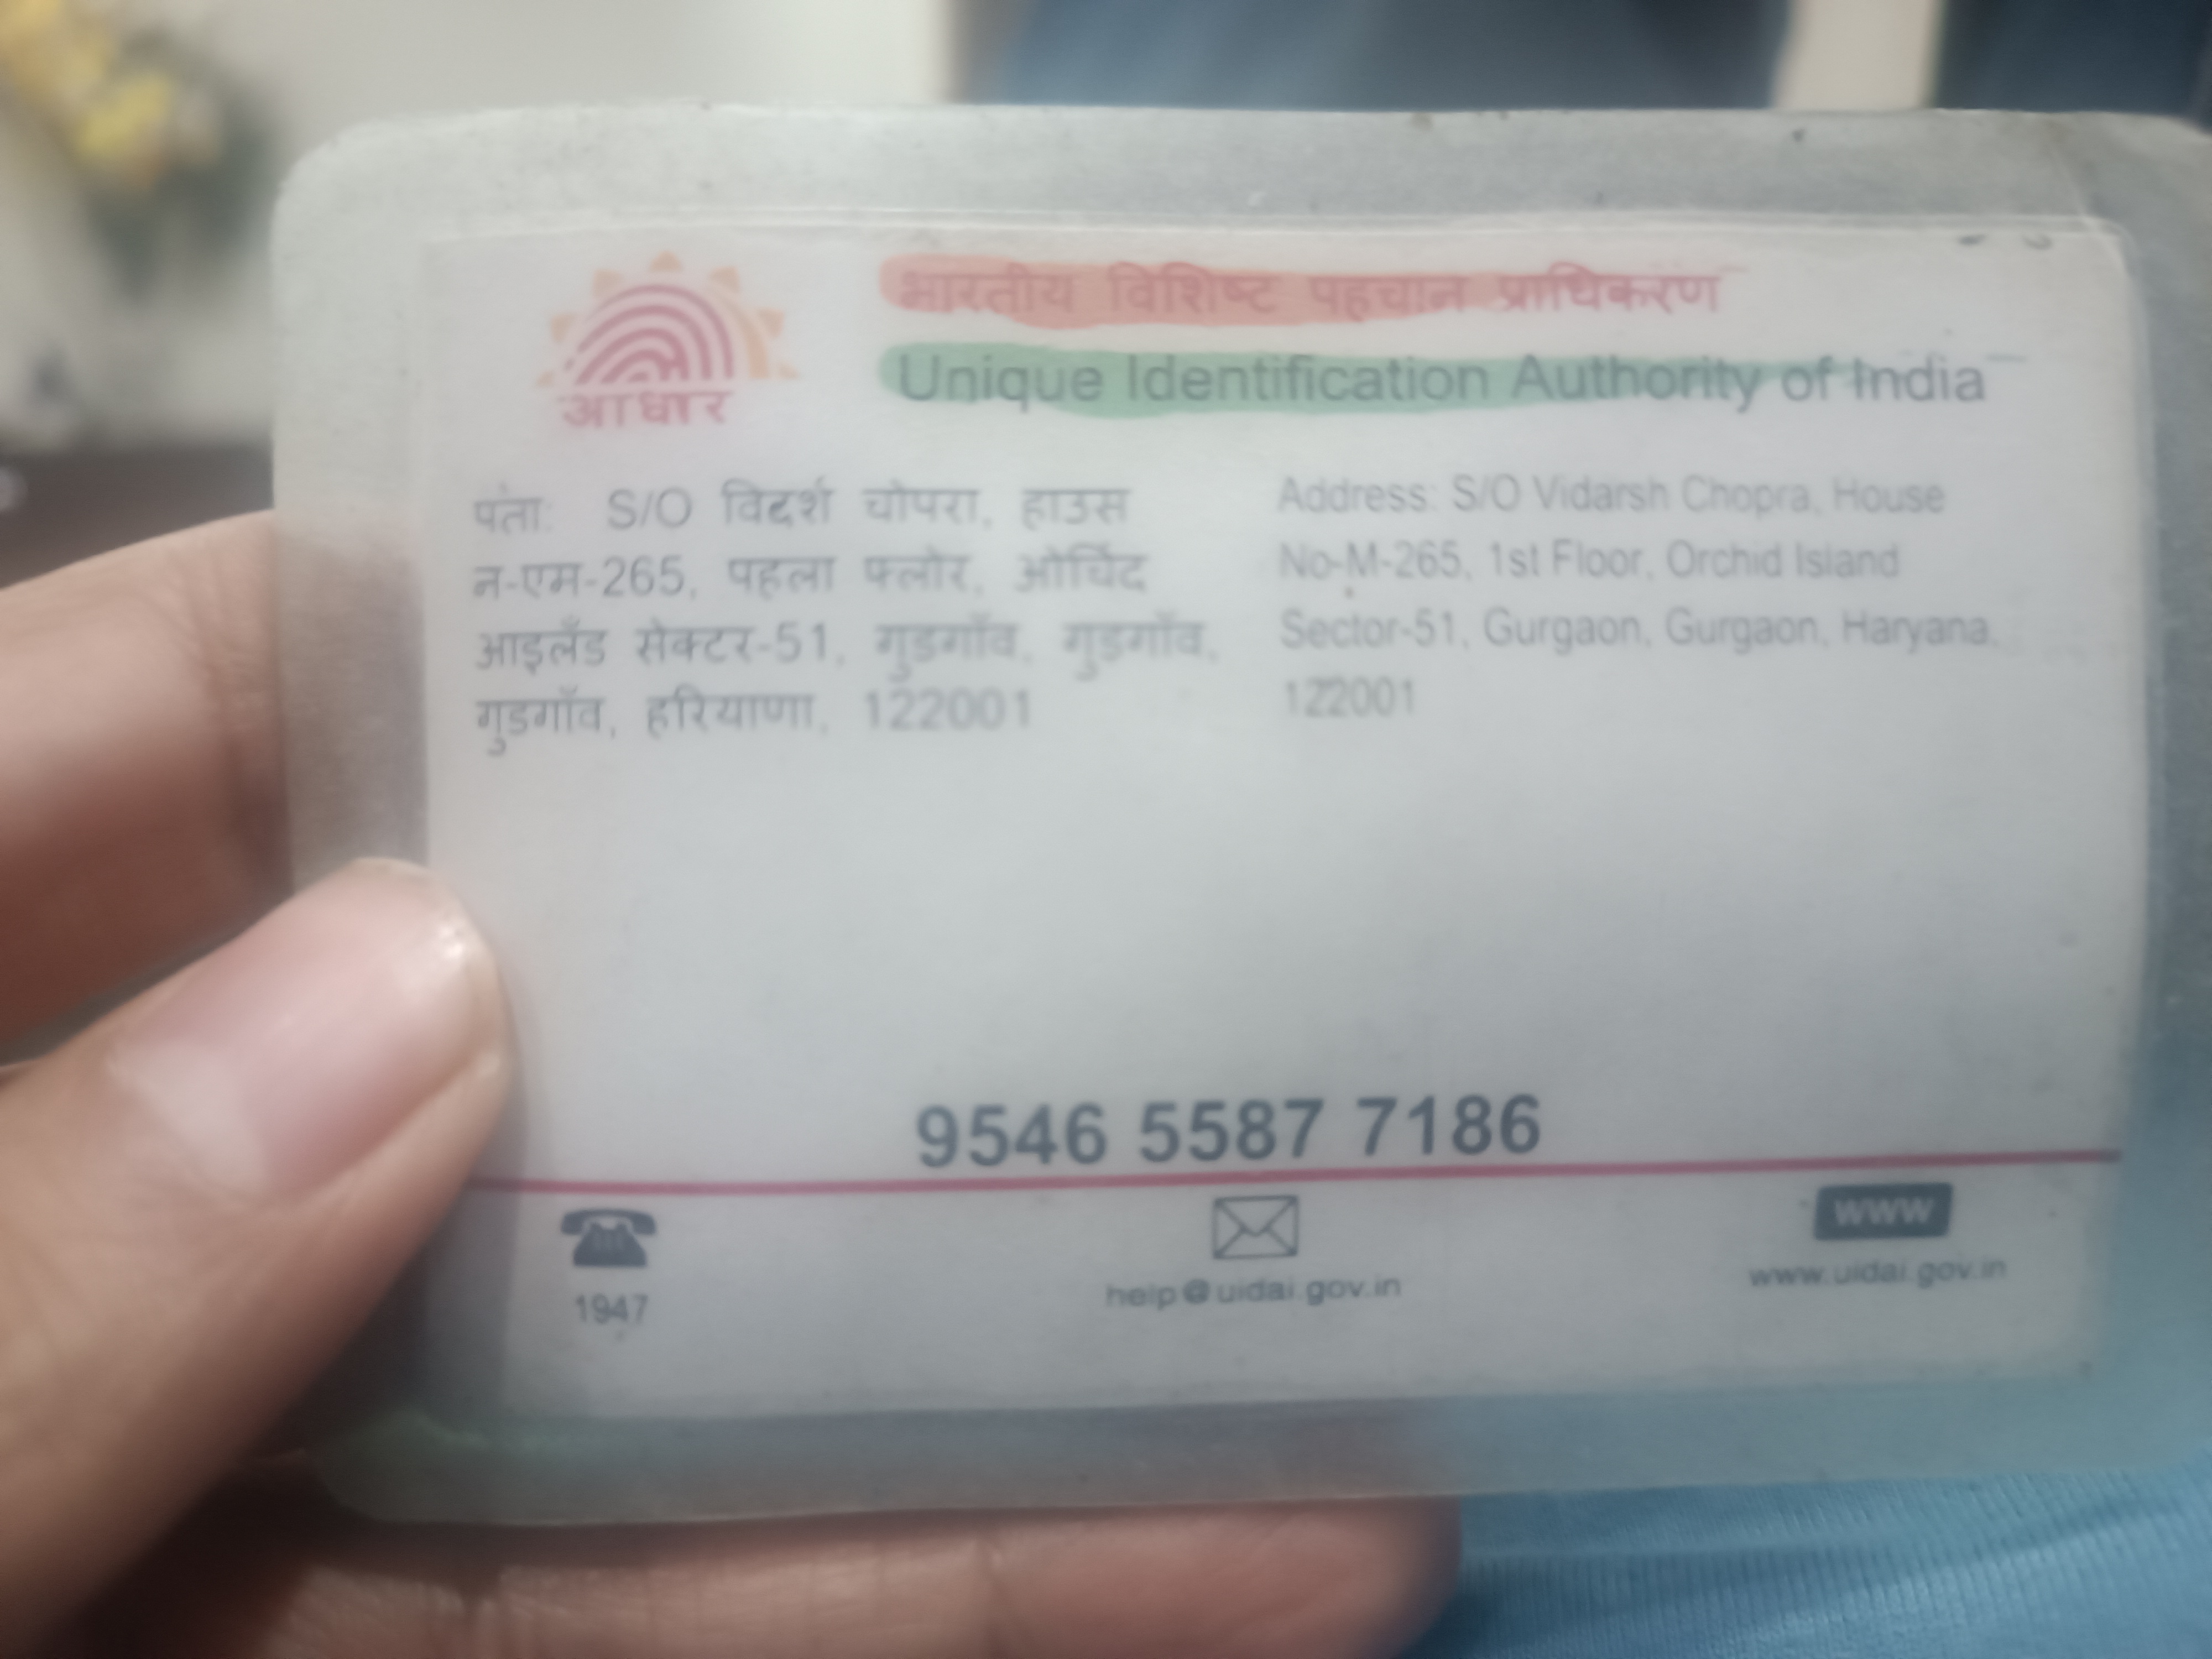 आधार
भारतीय विशिष्ट पहचान प्राधिकरण
Unique Identification Authority of India
पता: S/O विदर्श चोपरा, हाउस
न-एम-265, पहला फ्लोर, ओर्चिद
आइलँड सेक्टर-51, गुडगाँव, गुडगाँव,
गुडगाँव, हरियाणा, 122001
Address: S/O Vidarsh Chopra, House
No-M-265, 1st Floor, Orchid Island
Sector-51, Gurgaon, Gurgaon, Haryana,
122001
9546 5587 7186
1947
help@uidai.gov.in
WWW
www.uidai.gov.in